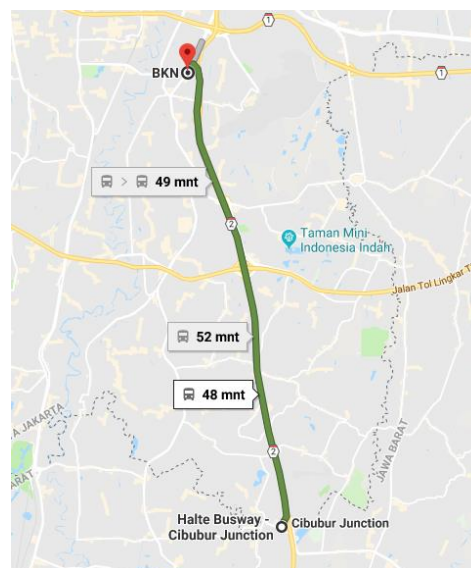 1
BKN
1
49 mnt
2
Taman Mini
Indonesia Indah
Jalan Tol Lingkar T
52 mnt
48 mnt
A JAKARTA
BARAT
JAWA BARAT
2
Halte Busway -
Cibubur Junction
Cibubur Junction